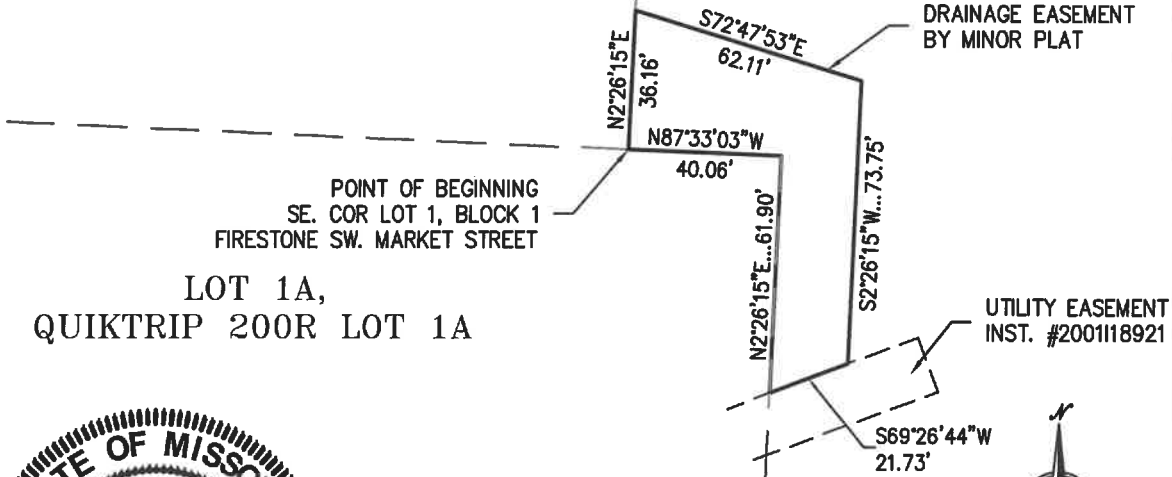 DRAINAGE EASEMENT
BY MINOR PLAT
S72°47'53"E
62.11'
N2°26'15"E
36.16'
N87°33'03"W
40.06'
POINT OF BEGINNING
SE. COR LOT 1, BLOCK 1
FIRESTONE SW. MARKET STREET
LOT 1A,
QUIKTRIP 200R LOT 1A
N2°26'15"E...61.90'
S2°26'15"W...73.75'
UTILITY EASEMENT
INST. #2001I18921
S69°26'44"W
21.73'
N
TE OF MISSO